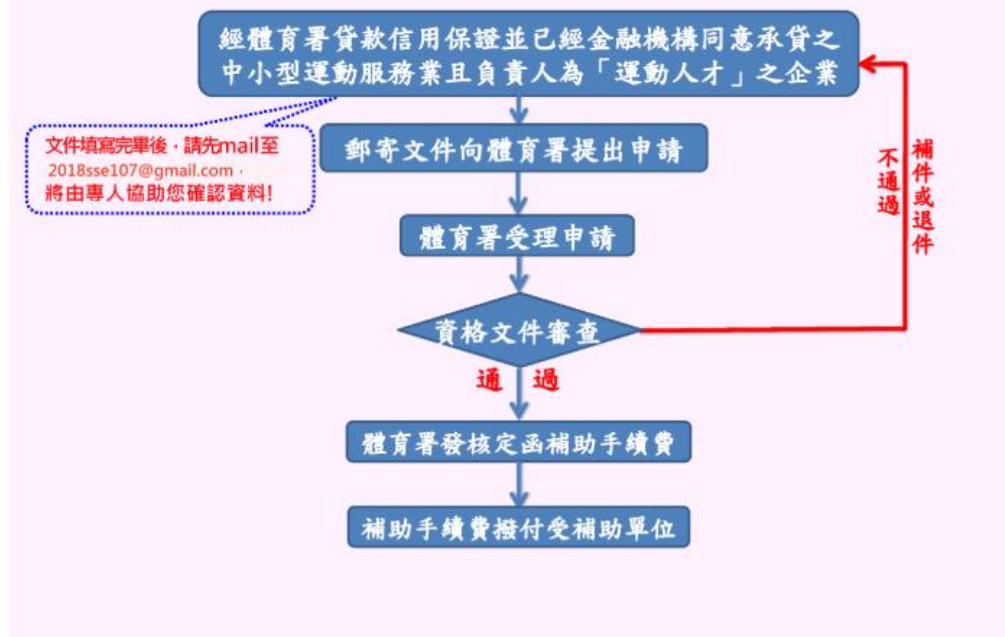 經體育署貸款信用保證並已經金融機構同意承貸之
中小型運動服務業且負責人為「運動人才」之企業
文件填寫完畢後，請先mail至
2018sse107@gmail.com，
將由專人協助您確認資料!
郵寄文件向體育署提出申請
補件或退件
不通過
體育署受理申請
資格文件審查
通過
體育署發核定函補助手續費
補助手續費撥付受補助單位